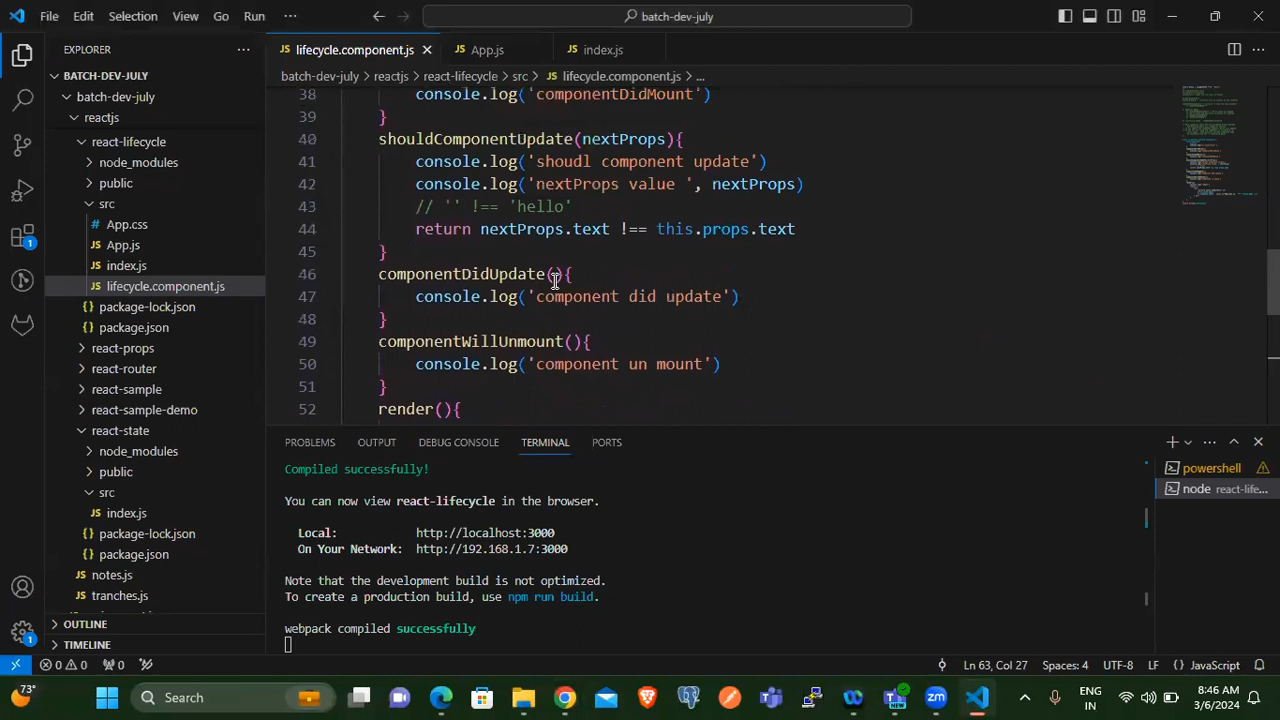 File Edit Selection View Go Run ··· batch-dev-july
EXPLORER ···
BATCH-DEV-JULY
batch-dev-july
reactjs
react-lifecycle
node_modules
public
src
App.css
App.js
index.js
lifecycle.component.js
package-lock.json
package.json
react-props
react-router
react-sample
react-sample-demo
react-state
node_modules
public
src
index.js
package-lock.json
package.json
notes.js
tranches.js
OUTLINE
TIMELINE
1
1
lifecycle.component.js App.js index.js
batch-dev-july > reactjs > react-lifecycle > src > lifecycle.component.js > ...
38 console.log('componentDidMount')
39 }
40 shouldComponentUpdate(nextProps){
41 console.log('shoudl component update')
42 console.log('nextProps value ', nextProps)
43 // '' !== 'hello'
44 return nextProps.text !== this.props.text
45 }
46 componentDidUpdate(){
47 console.log('component did update')
48 }
49 componentWillUnmount(){
50 console.log('component un mount')
51 }
52 render(){
PROBLEMS OUTPUT DEBUG CONSOLE TERMINAL PORTS
Compiled successfully!
You can now view react-lifecycle in the browser.
Local: http://localhost:3000
On Your Network: http://192.168.1.7:3000
Note that the development build is not optimized.
To create a production build, use npm run build.
webpack compiled successfully
powershell
node react-life...
0 0 0 Ln 63, Col 27 Spaces: 4 UTF-8 LF JavaScript
73° Search ENG IN 8:46 AM 3/6/2024